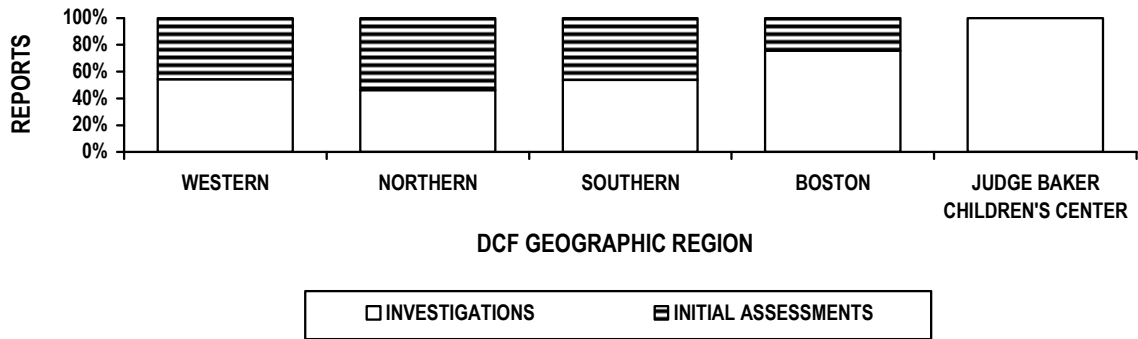 100%
80%
60%
40%
20%
0%
REPORTS
WESTERN
NORTHERN
SOUTHERN
BOSTON
JUDGE BAKER
CHILDREN'S CENTER
DCF GEOGRAPHIC REGION
INVESTIGATIONS
INITIAL ASSESSMENTS